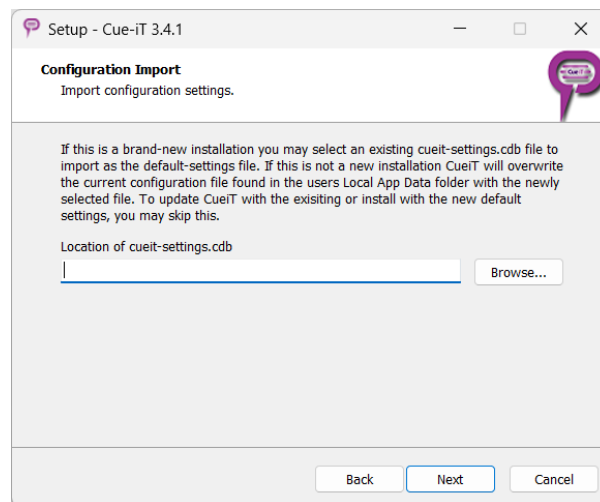 Setup - Cue-iT 3.4.1
Configuration Import
Import configuration settings.
CueiT
If this is a brand-new installation you may select an existing cueit-settings.cdb file to
import as the default-settings file. If this is not a new installation CueiT will overwrite
the current configuration file found in the users Local App Data folder with the newly
selected file. To update CueiT with the exisiting or install with the new default
settings, you may skip this.
Location of cueit-settings.cdb
Browse...
Back
Next
Cancel